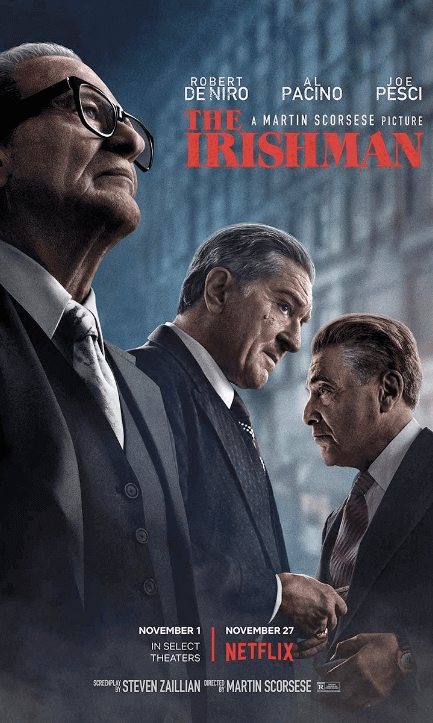 ROBERT AL JOE
DE NIRO PACINO PESCI
THE A MARTIN SCORSESE PICTURE
IRISHMAN
NOVEMBER 1 NOVEMBER 27
IN SELECT
THEATERS NETFLIX
SCREENPLAY BY STEVEN ZAILLIAN DIRECTED BY MARTIN SCORSESE R